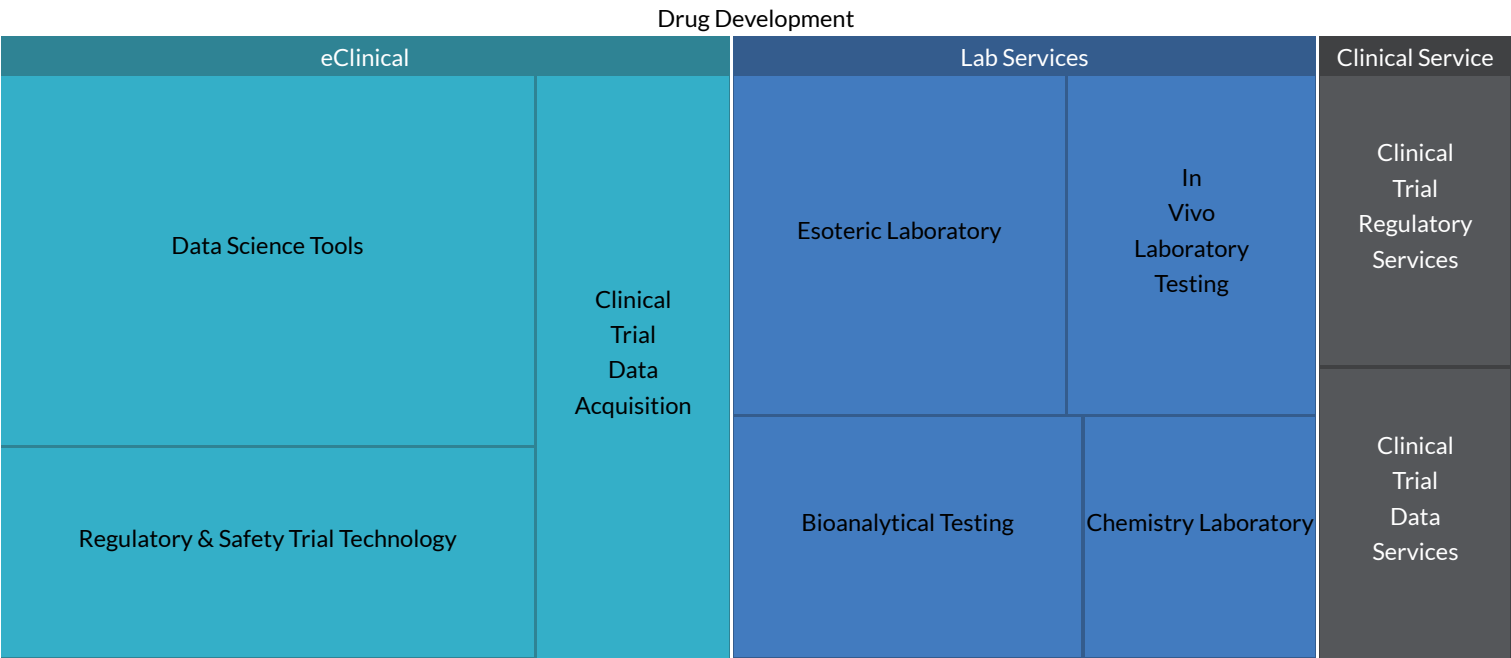 Drug Development
eClinical
Lab Services
Clinical Service
Data Science Tools
Regulatory & Safety Trial Technology
Clinical
Trial
Data
Acquisition
Esoteric Laboratory
In
Vivo
Laboratory
Testing
Bioanalytical Testing
Chemistry Laboratory
Clinical
Trial
Regulatory
Services
Clinical
Trial
Data
Services